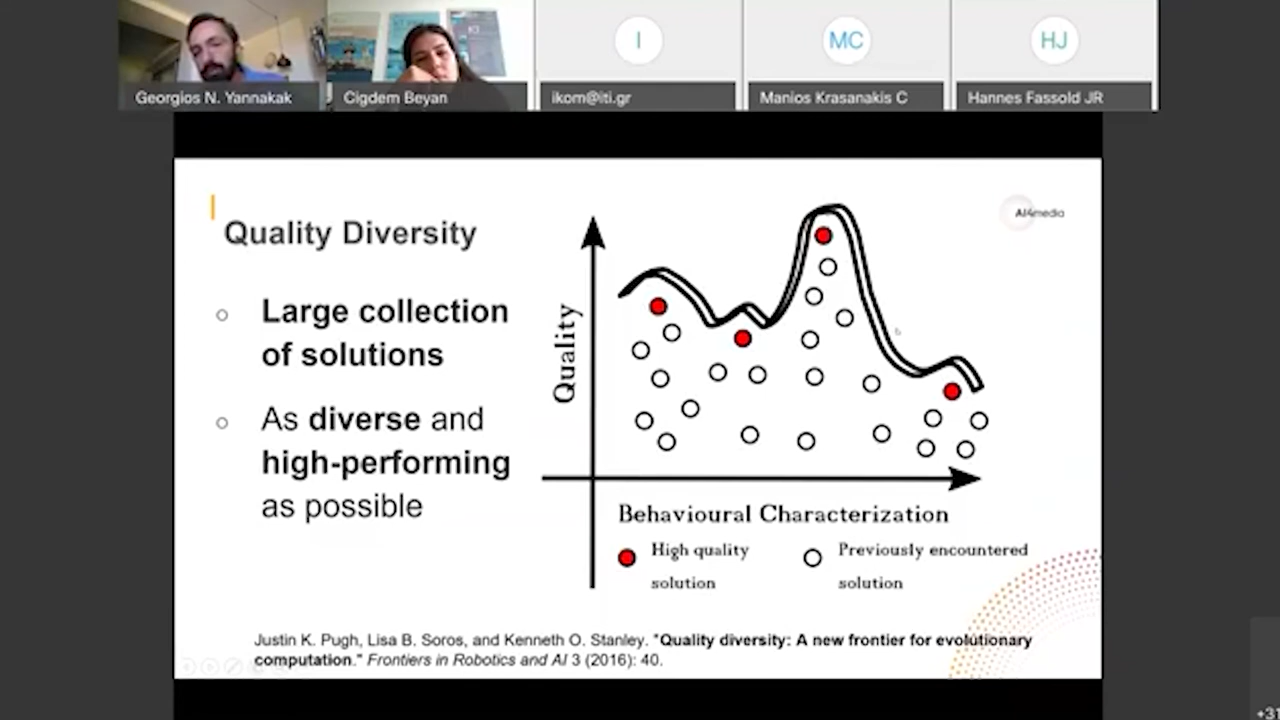 I
MC
HJ
Georgios N. Yannakak
Cigdem Beyan
ikom@iti.gr
Manios Krasanakis C
Hannes Fassold JR
AI4media
Quality Diversity
Large collection
of solutions
As diverse and
high-performing
as possible
Quality
Behavioural Characterization
High quality
solution
Previously encountered
solution
Justin K. Pugh, Lisa B. Soros, and Kenneth O. Stanley. "Quality diversity: A new frontier for evolutionary
computation." Frontiers in Robotics and AI 3 (2016): 40.